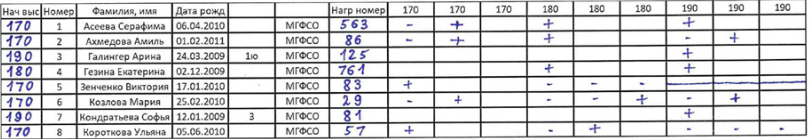 Нач выс Номер Фамилия, имя Дата рожд Нагр номер 170 170 170 180 180 180 190 190 190
170 1 Асеева Серафима 06.04.2010 МГФСО 563 - + + +
170 2 Ахмедова Амиль 01.02.2011 МГФСО 86 - + + - +
190 3 Галингер Арина 24.03.2009 1ю МГФСО 125 +
180 4 Гезина Екатерина 02.12.2009 МГФСО 761 + +
170 5 Зенченко Виктория 17.01.2010 МГФСО 83 + - - -
170 6 Козлова Мария 25.02.2010 МГФСО 29 - + - - + - +
190 7 Кондратьева Софья 12.01.2009 3 МГФСО 81 +
170 8 Короткова Ульяна 05.06.2010 МГФСО 57 + - + - - -